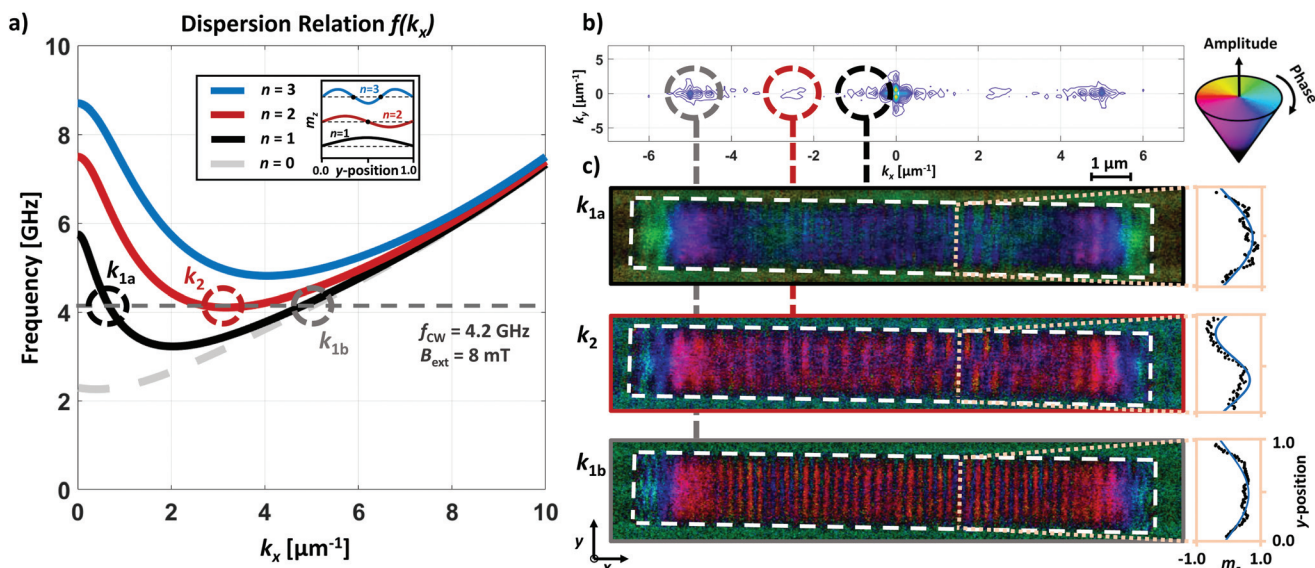 a)
Dispersion Relation f(kx)
Frequency [GHz]
10
8
6
4
2
0
0
2
4
6
8
10
kx [µm-1]
n = 3
n = 2
n = 1
n = 0
mz
n=3
n=2
n=1
0.0
1.0
y-position
k1a
k2
k1b
fCW = 4.2 GHz
Bext = 8 mT
b)
ky [µm-1]
5
0
-5
-6
-4
-2
0
2
4
6
kx [µm-1]
Amplitude
Phase
c)
1 µm
k1a
k2
k1b
y
x
1.0
0.0
y-position
-1.0
1.0